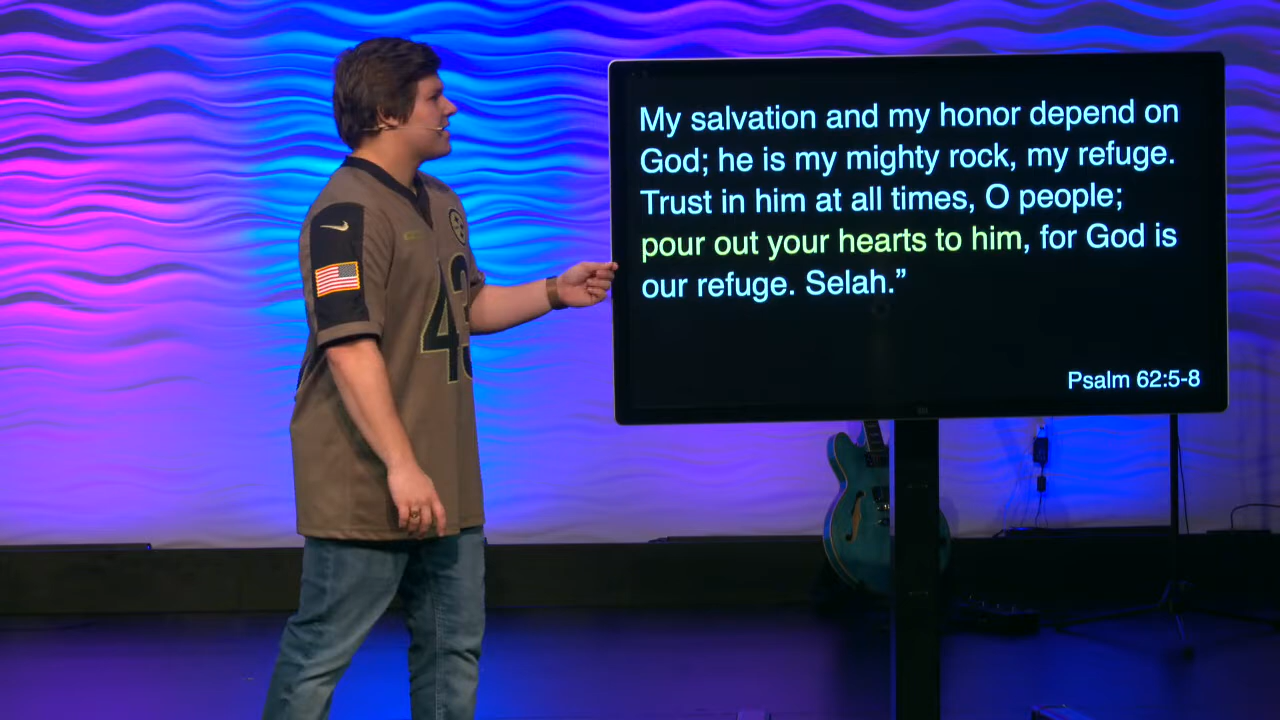 My salvation and my honor depend on
God; he is my mighty rock, my refuge.
Trust in him at all times, O people;
pour out your hearts to him, for God is
our refuge. Selah.”
Psalm 62:5-8
43